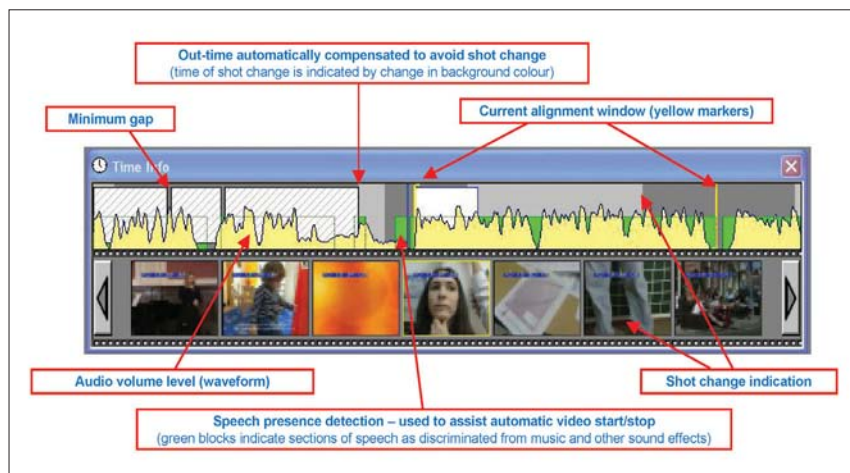 Out-time automatically compensated to avoid shot change
(time of shot change is indicated by change in background colour)
Minimum gap
Current alignment window (yellow markers)
Time Info
Audio volume level (waveform)
Shot change indication
Speech presence detection – used to assist automatic video start/stop
(green blocks indicate sections of speech as discriminated from music and other sound effects)